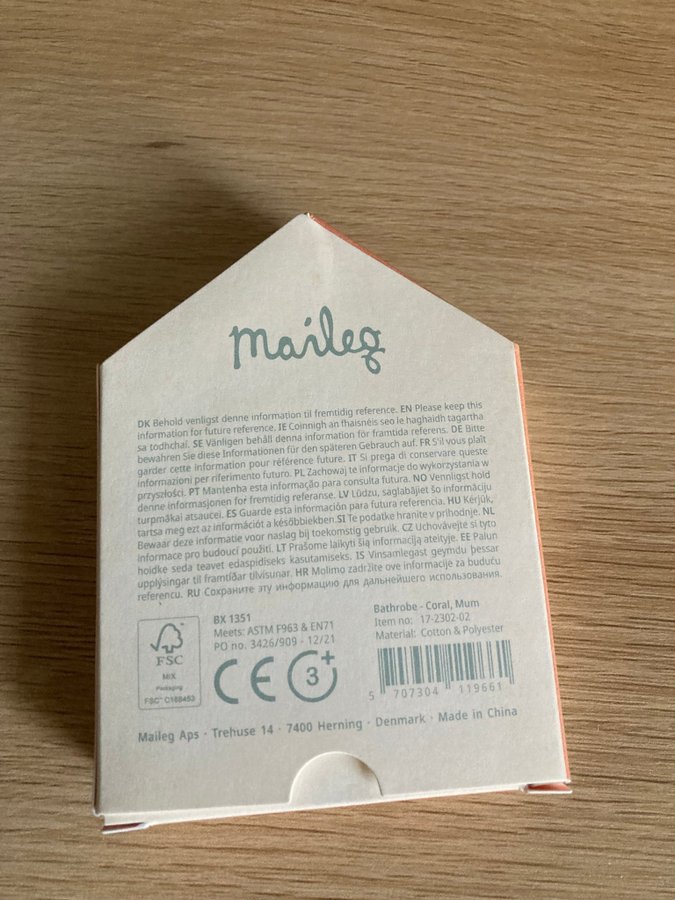 maileg
DK Behold venligst denne information til fremtidig reference. EN Please keep this
information for future reference. IE Coinnigh an fhaisnéis seo le haghaidh tagartha
sa todhchaí. SE Vänligen behåll denna information för framtida referens. DE Bitte
bewahren Sie diese Informationen für den späteren Gebrauch auf. FR S'il vous plaît
garder cette information pour référence future. IT Si prega di conservare queste
informazioni per riferimento futuro. PL Zachowaj te informacje do wykorzystania w
przyszłości. PT Mantenha esta informação para consulta futura. NO Vennligst hold
denne informasjonen for fremtidig referanse. LV Lūdzu, saglabājiet šo informāciju
turpmākai atsaucei. ES Guarde esta información para futura referencia. HU Kérjük,
tartsa meg ezt az információt a későbbiekben. SI Te podatke hranite v prihodnje. NL
Bewaar deze informatie voor naslag bij toekomstig gebruik. CZ Uchovávejte si tyto
informace pro budoucí použití. LT Prašome laikyti šią informaciją ateityje. EE Palun
hoidke seda teavet edaspidiseks kasutamiseks. IS Vinsamlegast geymdu þessar
upplýsingar til framtíðar tilvísunar. HR Molimo zadržite ove informacije za buduću
referencu. RU Сохраните эту информацию для дальнейшего использования.
FSC
MIX
Packaging
FSC™ C188453
BX 1351
Meets: ASTM F963 & EN71
PO no. 3426/909 - 12/21
CE 3+
Bathrobe - Coral, Mum
Item no: 17-2302-02
Material: Cotton & Polyester
5 707304 119661
Maileg Aps · Trehuse 14 · 7400 Herning · Denmark · Made in China